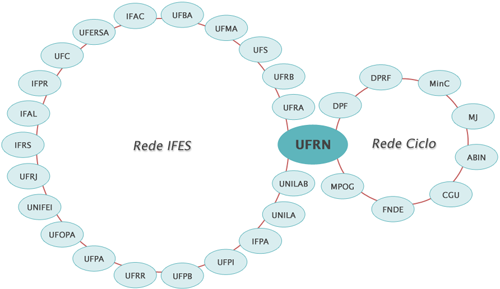 IFAC
UFBA
UFMA
UFERSA
UFS
UFC
UFRB
IFPR
UFRA
IFAL
IFRS
UFRJ
UNIFEI
UFOPA
UFPA
UFRR
UFPB
UFPI
IFPA
UNILA
UNILAB
Rede IFES
UFRN
Rede Ciclo
DPF
DPRF
MinC
MJ
ABIN
CGU
FNDE
MPOG